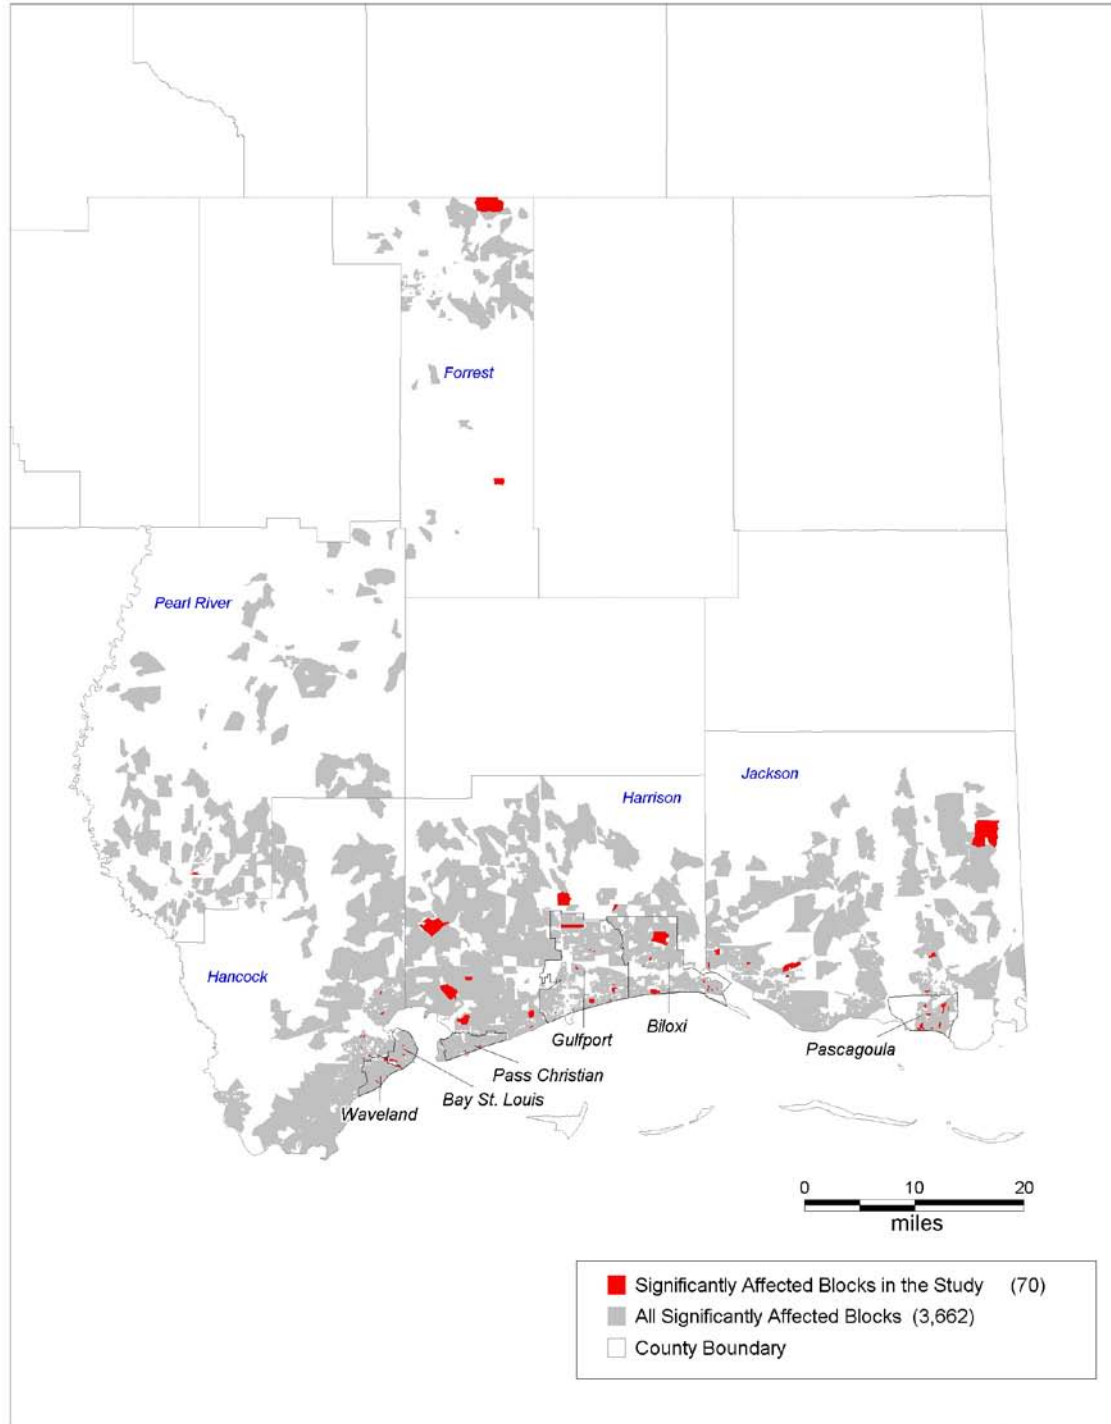 Forrest
Pearl River
Jackson
Harrison
Hancock
Gulfport
Biloxi
Pascagoula
Pass Christian
Bay St. Louis
Waveland
0 10 20
miles
Significantly Affected Blocks in the Study (70)
All Significantly Affected Blocks (3,662)
County Boundary